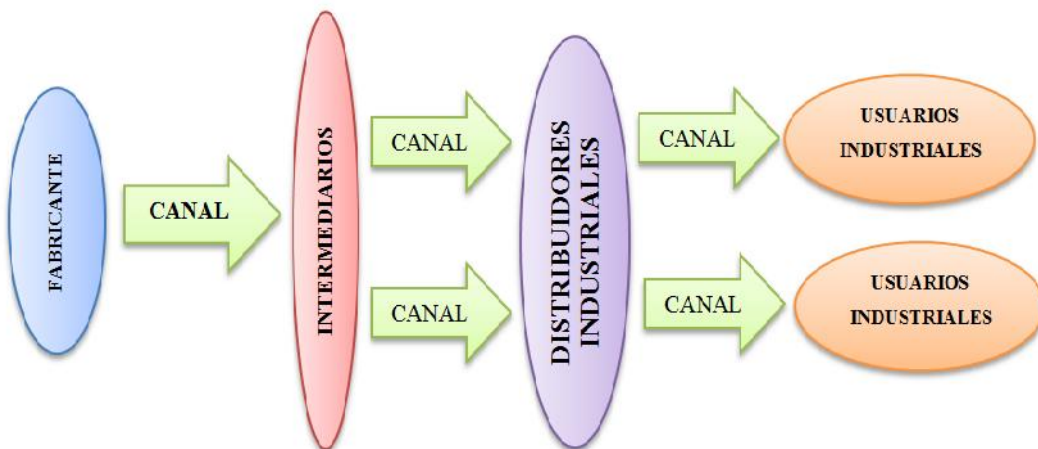 FABRICANTE
CANAL
INTERMEDIARIOS
CANAL
CANAL
DISTRIBUIDORES
INDUSTRIALES
CANAL
CANAL
USUARIOS
INDUSTRIALES
USUARIOS
INDUSTRIALES